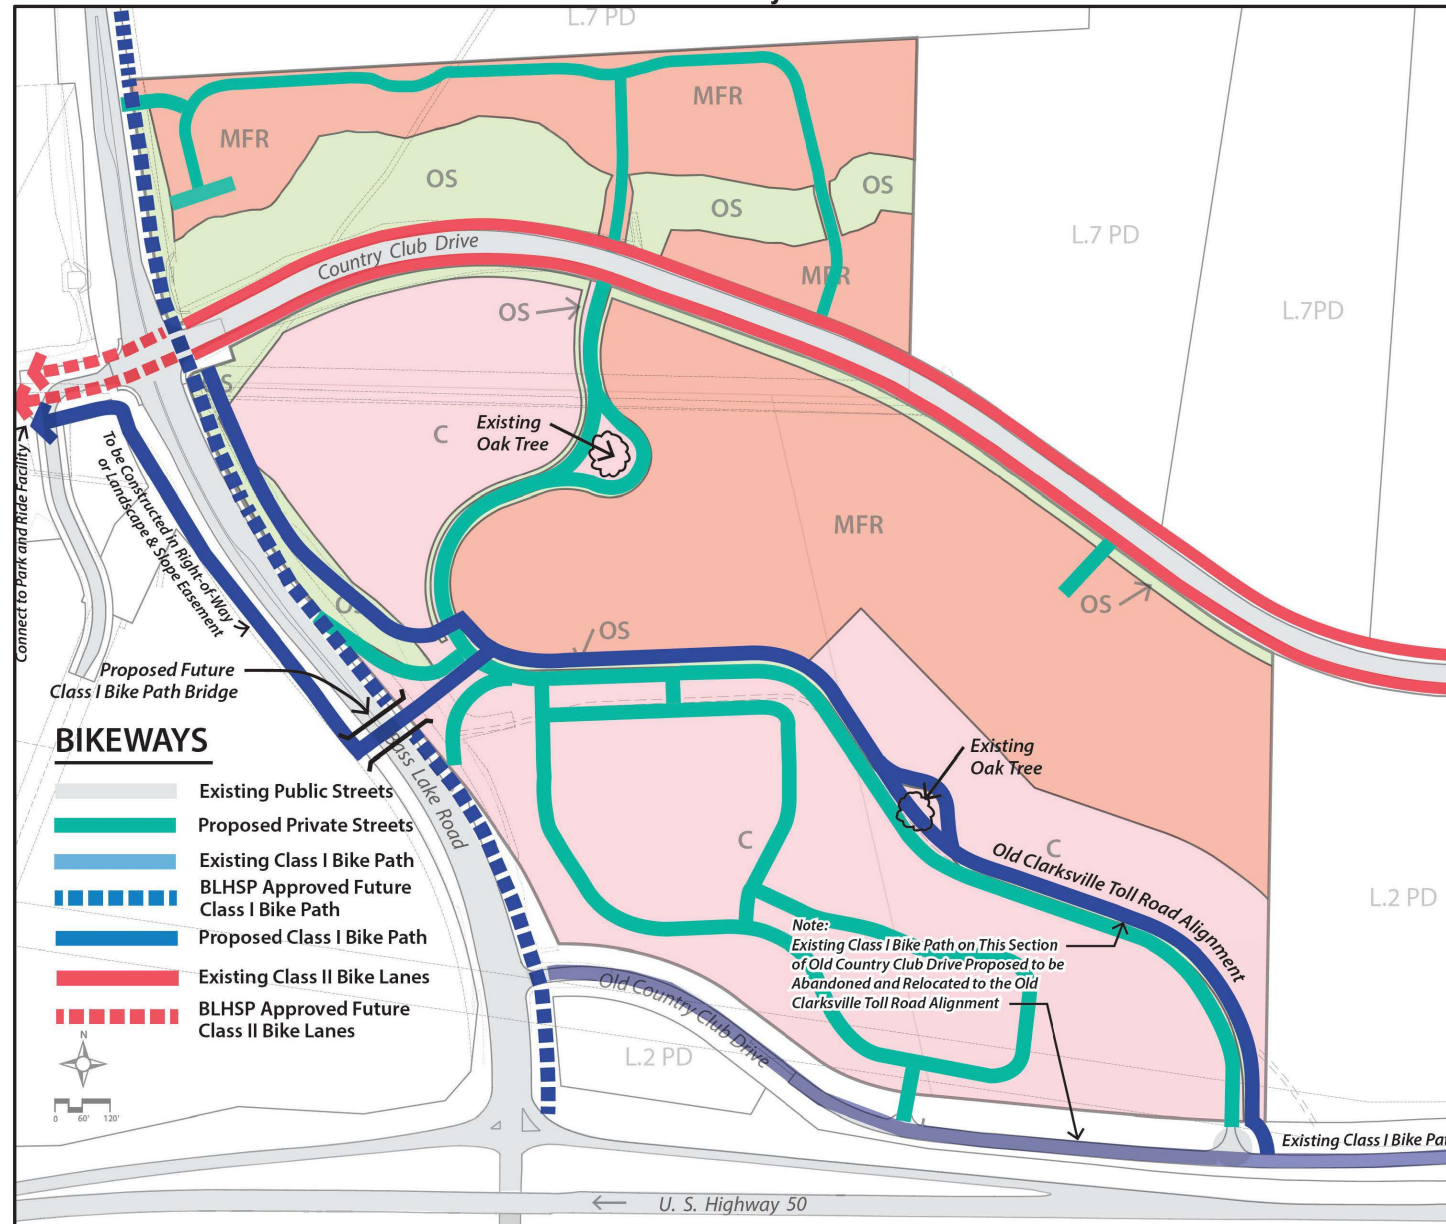 L.7 PD
MFR
MFR
OS
OS
OS
L.7 PD
Country Club Drive
MFR
OS
L.7PD
OS
Existing
Oak Tree
C
Connect to Park and Ride Facility
To be Constructed in Right-of-Way
or Landscape & Slope Easement
MFR
OS
OS
OS
Proposed Future
Class I Bike Path Bridge
BIKEWAYS
Existing Public Streets
Proposed Private Streets
Existing Class I Bike Path
BLHSP Approved Future
Class I Bike Path
Proposed Class I Bike Path
Existing Class II Bike Lanes
BLHSP Approved Future
Class II Bike Lanes
N
0 60' 120'
Bass Lake Road
Existing
Oak Tree
C
C
Old Clarksville Toll Road Alignment
L.2 PD
Note:
Existing Class I Bike Path on This Section
of Old Country Club Drive Proposed to be
Abandoned and Relocated to the Old
Clarksville Toll Road Alignment
Old Country Club Drive
L.2 PD
Existing Class I Bike
U. S. Highway 50